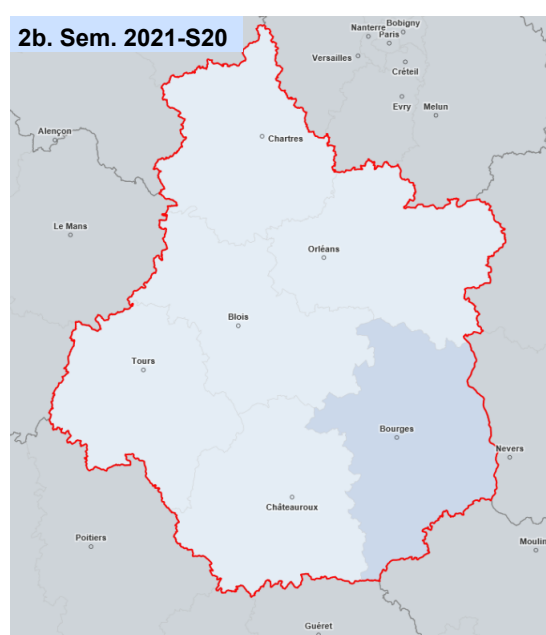 2b. Sem. 2021-S20
Bobigny
Nanterre
Paris
Versailles
Créteil
Evry
Melun
Alençon
Chartres
Le Mans
Orléans
Blois
Tours
Bourges
Nevers
Châteauroux
Poitiers
Moulin
Guéret